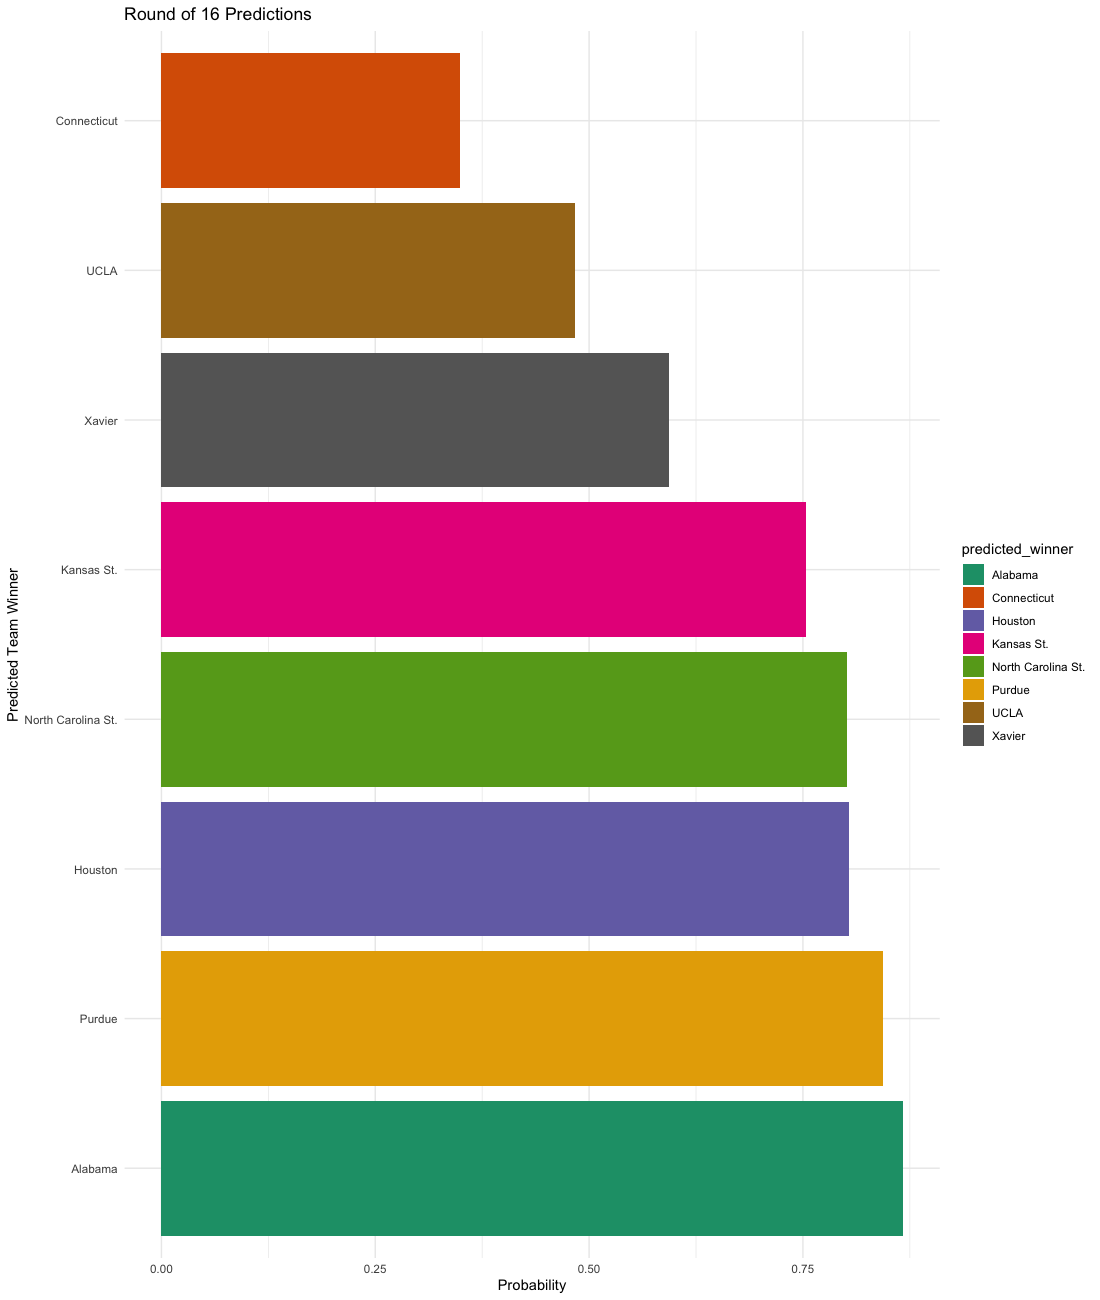 Round of 16 Predictions
Predicted Team Winner
Connecticut
UCLA
Xavier
Kansas St.
North Carolina St.
Houston
Purdue
Alabama
0.00
0.25
0.50
0.75
Probability
predicted_winner
Alabama
Connecticut
Houston
Kansas St.
North Carolina St.
Purdue
UCLA
Xavier